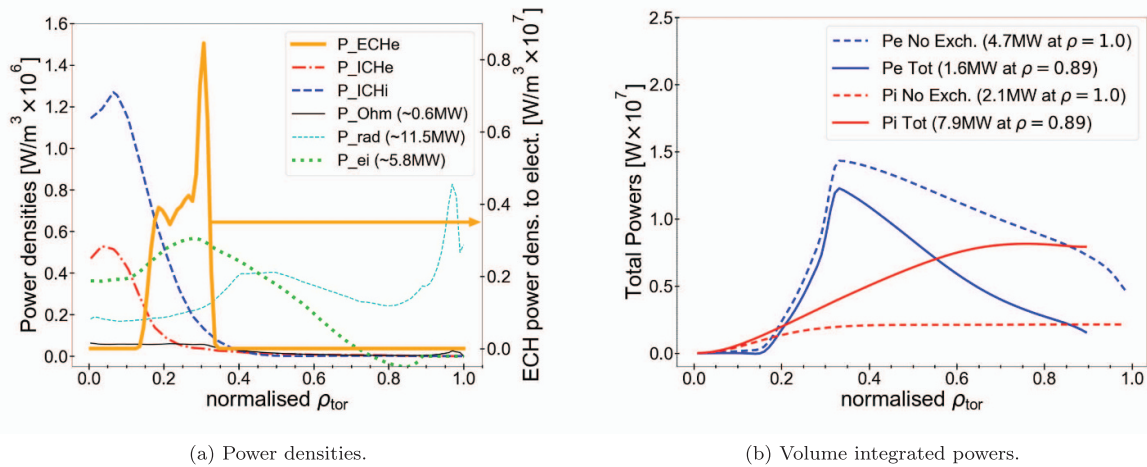 1.6
1.4
1.2
1.0
0.8
0.6
0.4
0.2
0.0
Power densities [W/m³ × 10⁶]
P_ECHe
P_ICHe
P_ICHi
P_Ohm (~0.6MW)
P_rad (~11.5MW)
P_ei (~5.8MW)
0.8
0.6
0.4
0.2
0.0
ECH power dens. to elect. [W/m³ × 10⁷]
0.0 0.2 0.4 0.6 0.8 1.0
normalised ρtor
(a) Power densities.
2.5
2.0
1.5
1.0
0.5
0.0
Total Powers [W × 10⁷]
Pe No Exch. (4.7MW at ρ = 1.0)
Pe Tot (1.6MW at ρ = 0.89)
Pi No Exch. (2.1MW at ρ = 1.0)
Pi Tot (7.9MW at ρ = 0.89)
0.0 0.2 0.4 0.6 0.8 1.0
normalised ρtor
(b) Volume integrated powers.